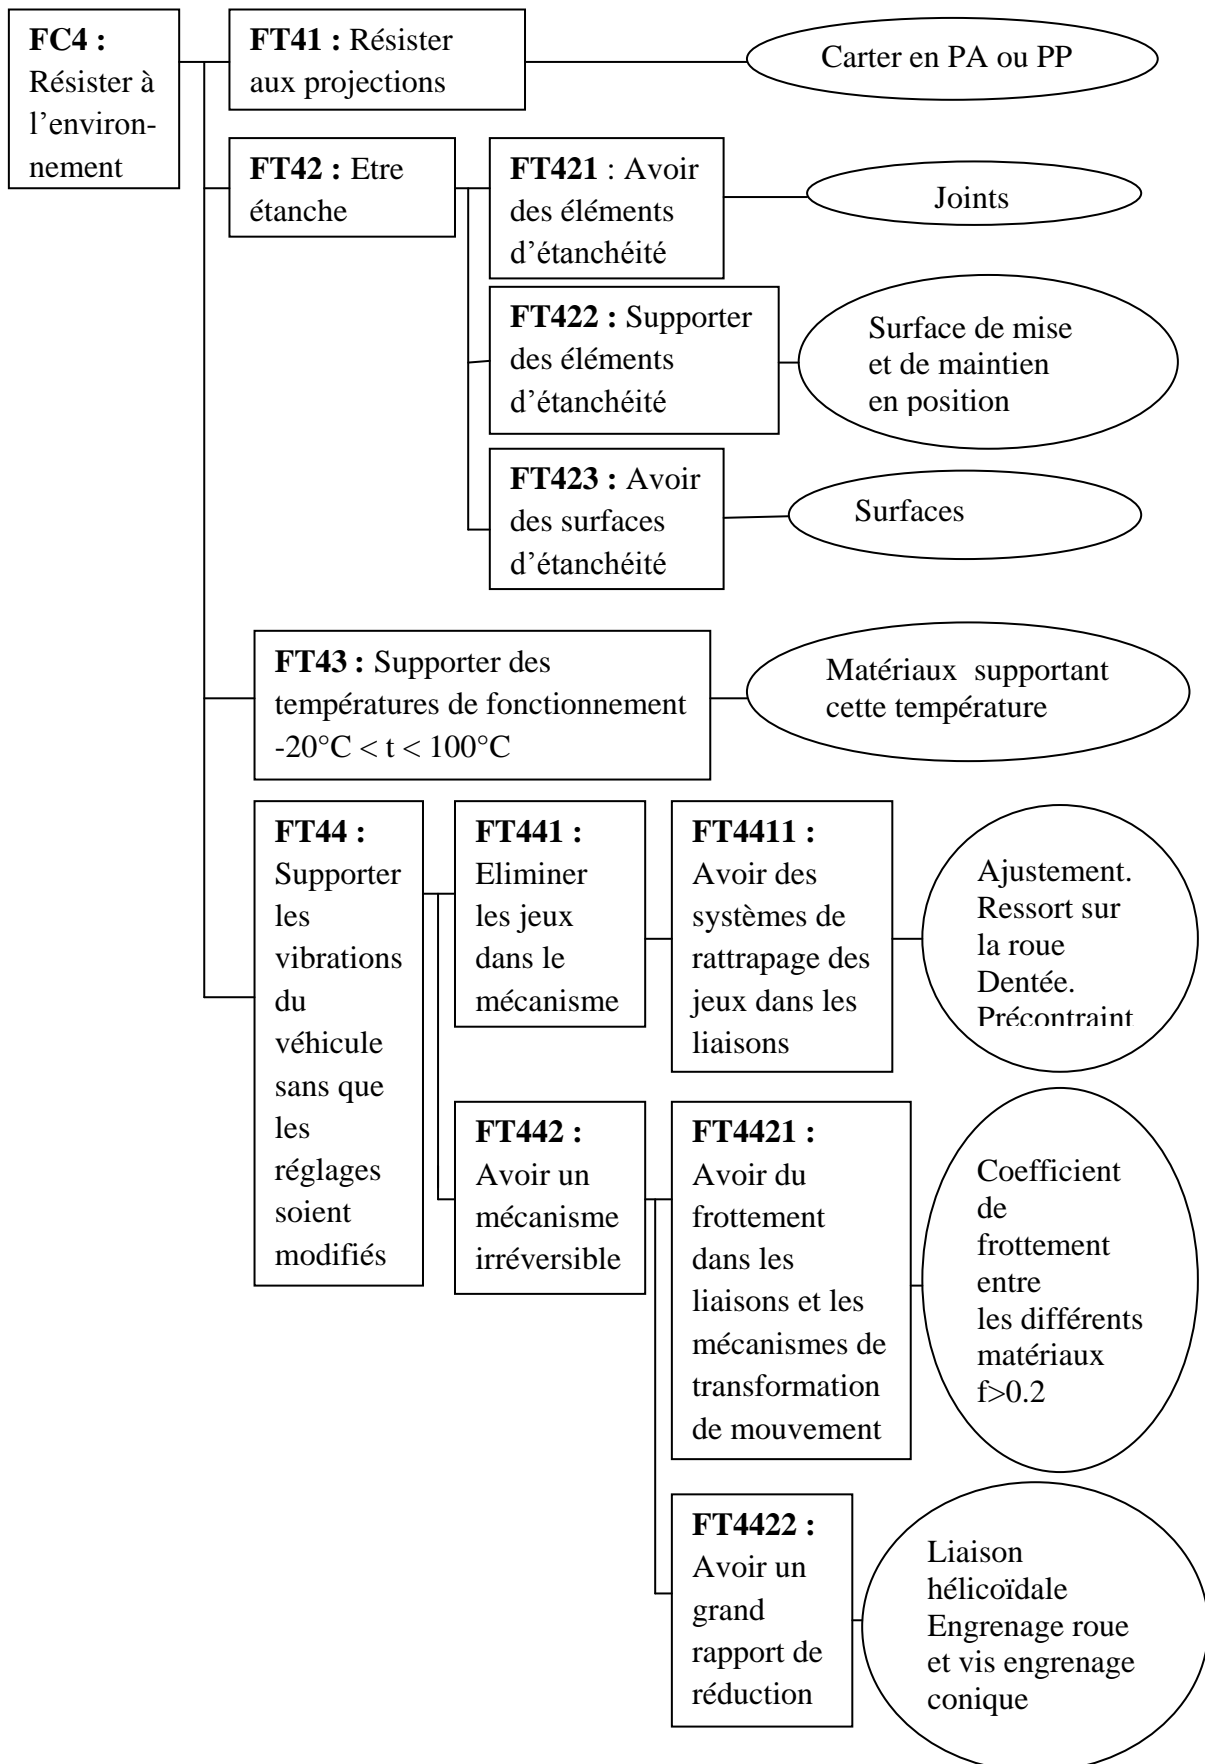 FC4 :
Résister à
l’environ-
nement
FT41 : Résister
aux projections
Carter en PA ou PP
FT42 : Etre
étanche
FT421 : Avoir
des éléments
d’étanchéité
Joints
FT422 : Supporter
des éléments
d’étanchéité
Surface de mise
et de maintien
en position
FT423 : Avoir
des surfaces
d’étanchéité
Surfaces
FT43 : Supporter des
températures de fonctionnement
-20°C < t < 100°C
Matériaux supportant
cette température
FT44 :
Supporter
les
vibrations
du
véhicule
sans que
les
réglages
soient
modifiés
FT441 :
Eliminer
les jeux
dans le
mécanisme
FT4411 :
Avoir des
systèmes de
rattrapage des
jeux dans les
liaisons
Ajustement.
Ressort sur
la roue
Dentée.
Précontraint
FT442 :
Avoir un
mécanisme
irréversible
FT4421 :
Avoir du
frottement
dans les
liaisons et les
mécanismes de
transformation
de mouvement
Coefficient
de
frottement
entre
les différents
matériaux
f>0.2
FT4422 :
Avoir un
grand
rapport de
réduction
Liaison
hélicoïdale
Engrenage roue
et vis engrenage
conique